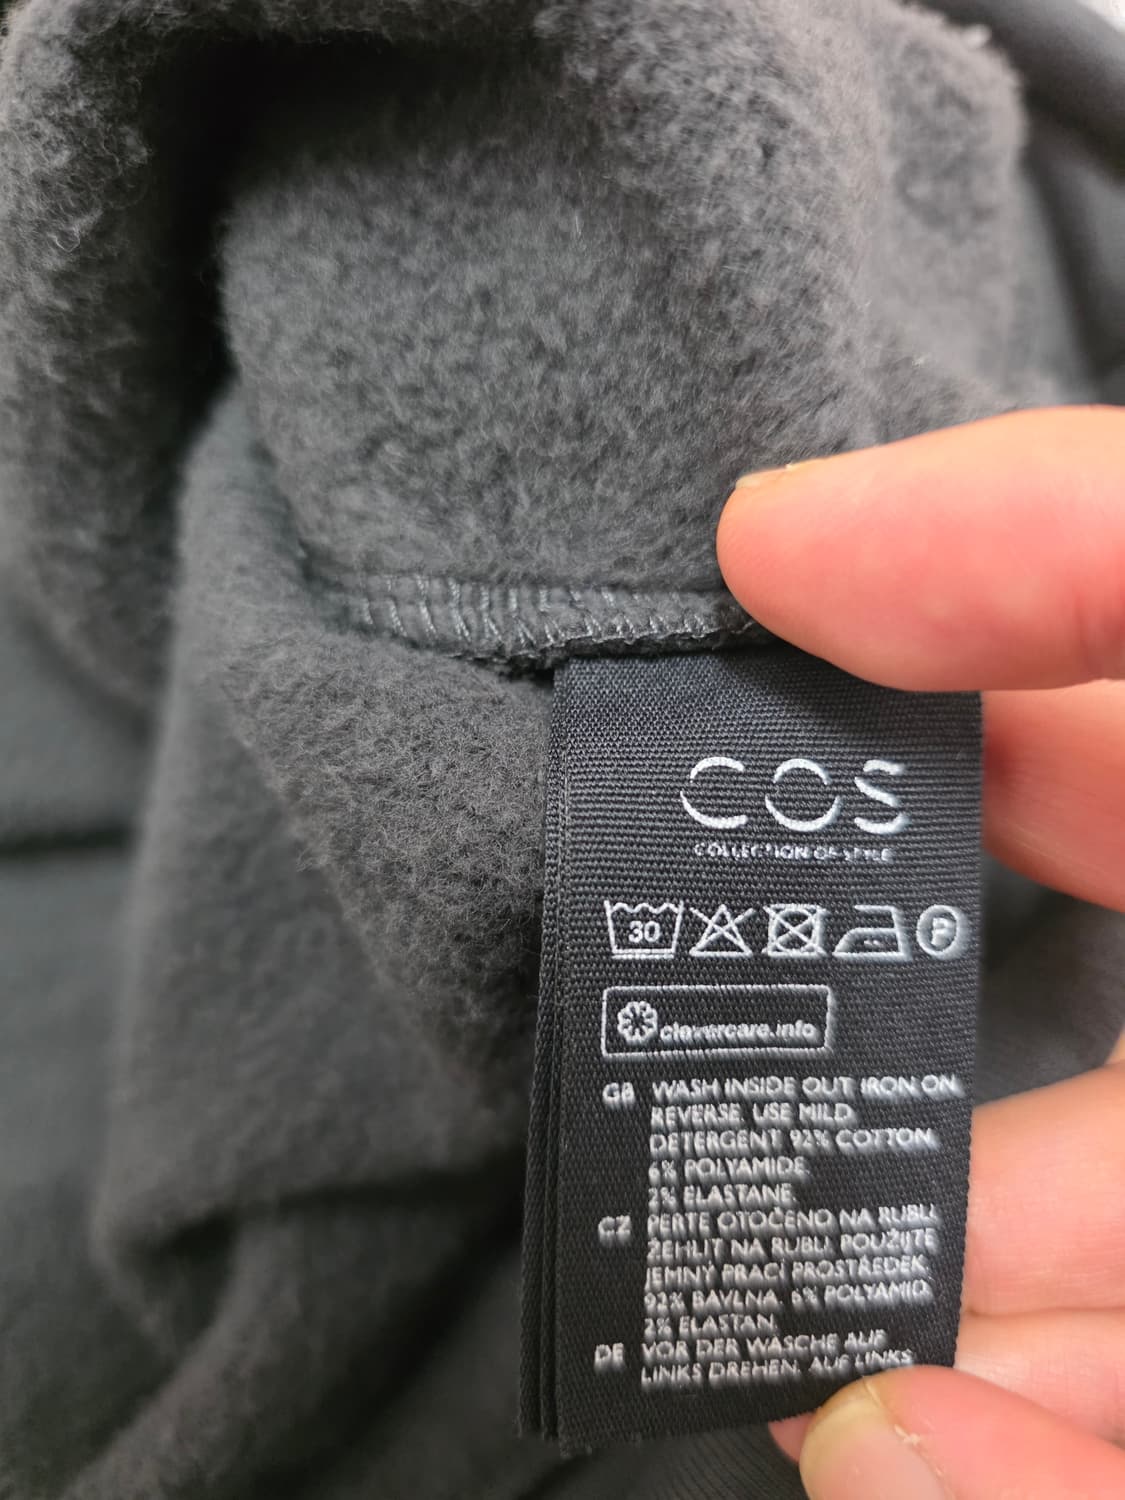 COS
COLLECTION OF STYLE
30
P
clevercare.info
GB WASH INSIDE OUT IRON ON
REVERSE. USE MILD
DETERGENT 92% COTTON
6% POLYAMIDE
2% ELASTANE
CZ PERTE OTOČENO NA RUBU
ŽEHLIT NA RUBU POUŽIJTE
JEMNÝ PRACÍ PROSTŘEDEK
92% BAVLNA. 6% POLYAMID.
2% ELASTAN.
DE VOR DER WÄSCHE AUF
LINKS DREHEN. AUF LINKS